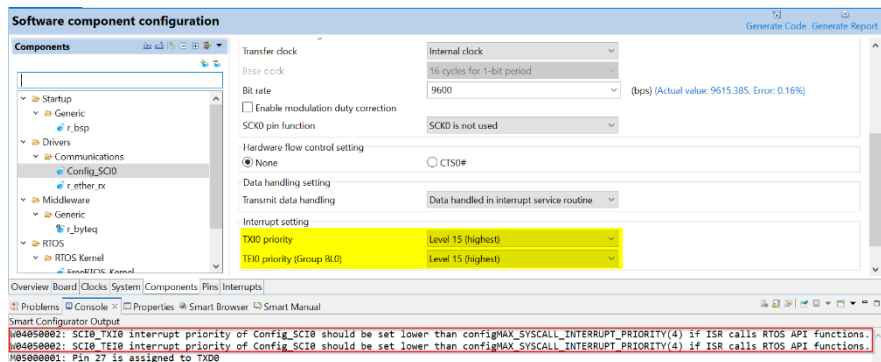 Software component configuration
Generate Code Generate Report
Components
Startup
Generic
r_bsp
Drivers
Communications
Config_SCI0
r_ether_rx
Middleware
Generic
r_byteq
RTOS
RTOS Kernel
FreeRTOS_Kernel
Transfer clock Internal clock
Base clock 16 cycles for 1-bit period
Bit rate 9600 (bps) (Actual value: 9615.385, Error: 0.16%)
Enable modulation duty correction
SCK0 pin function SCK0 is not used
Hardware flow control setting
None CTS0#
Data handling setting
Transmit data handling Data handled in interrupt service routine
Interrupt setting
TXI0 priority Level 15 (highest)
TEI0 priority (Group BL0) Level 15 (highest)
Overview Board Clocks System Components Pins Interrupts
Problems Console Properties Smart Browser Smart Manual
Smart Configurator Output
W04050002: SCI0_TXI0 interrupt priority of Config_SCI0 should be set lower than configMAX_SYSCALL_INTERRUPT_PRIORITY(4) if ISR calls RTOS API functions.
W04050002: SCI0_TEI0 interrupt priority of Config_SCI0 should be set lower than configMAX_SYSCALL_INTERRUPT_PRIORITY(4) if ISR calls RTOS API functions.
M05000001: Pin 27 is assigned to TXD0